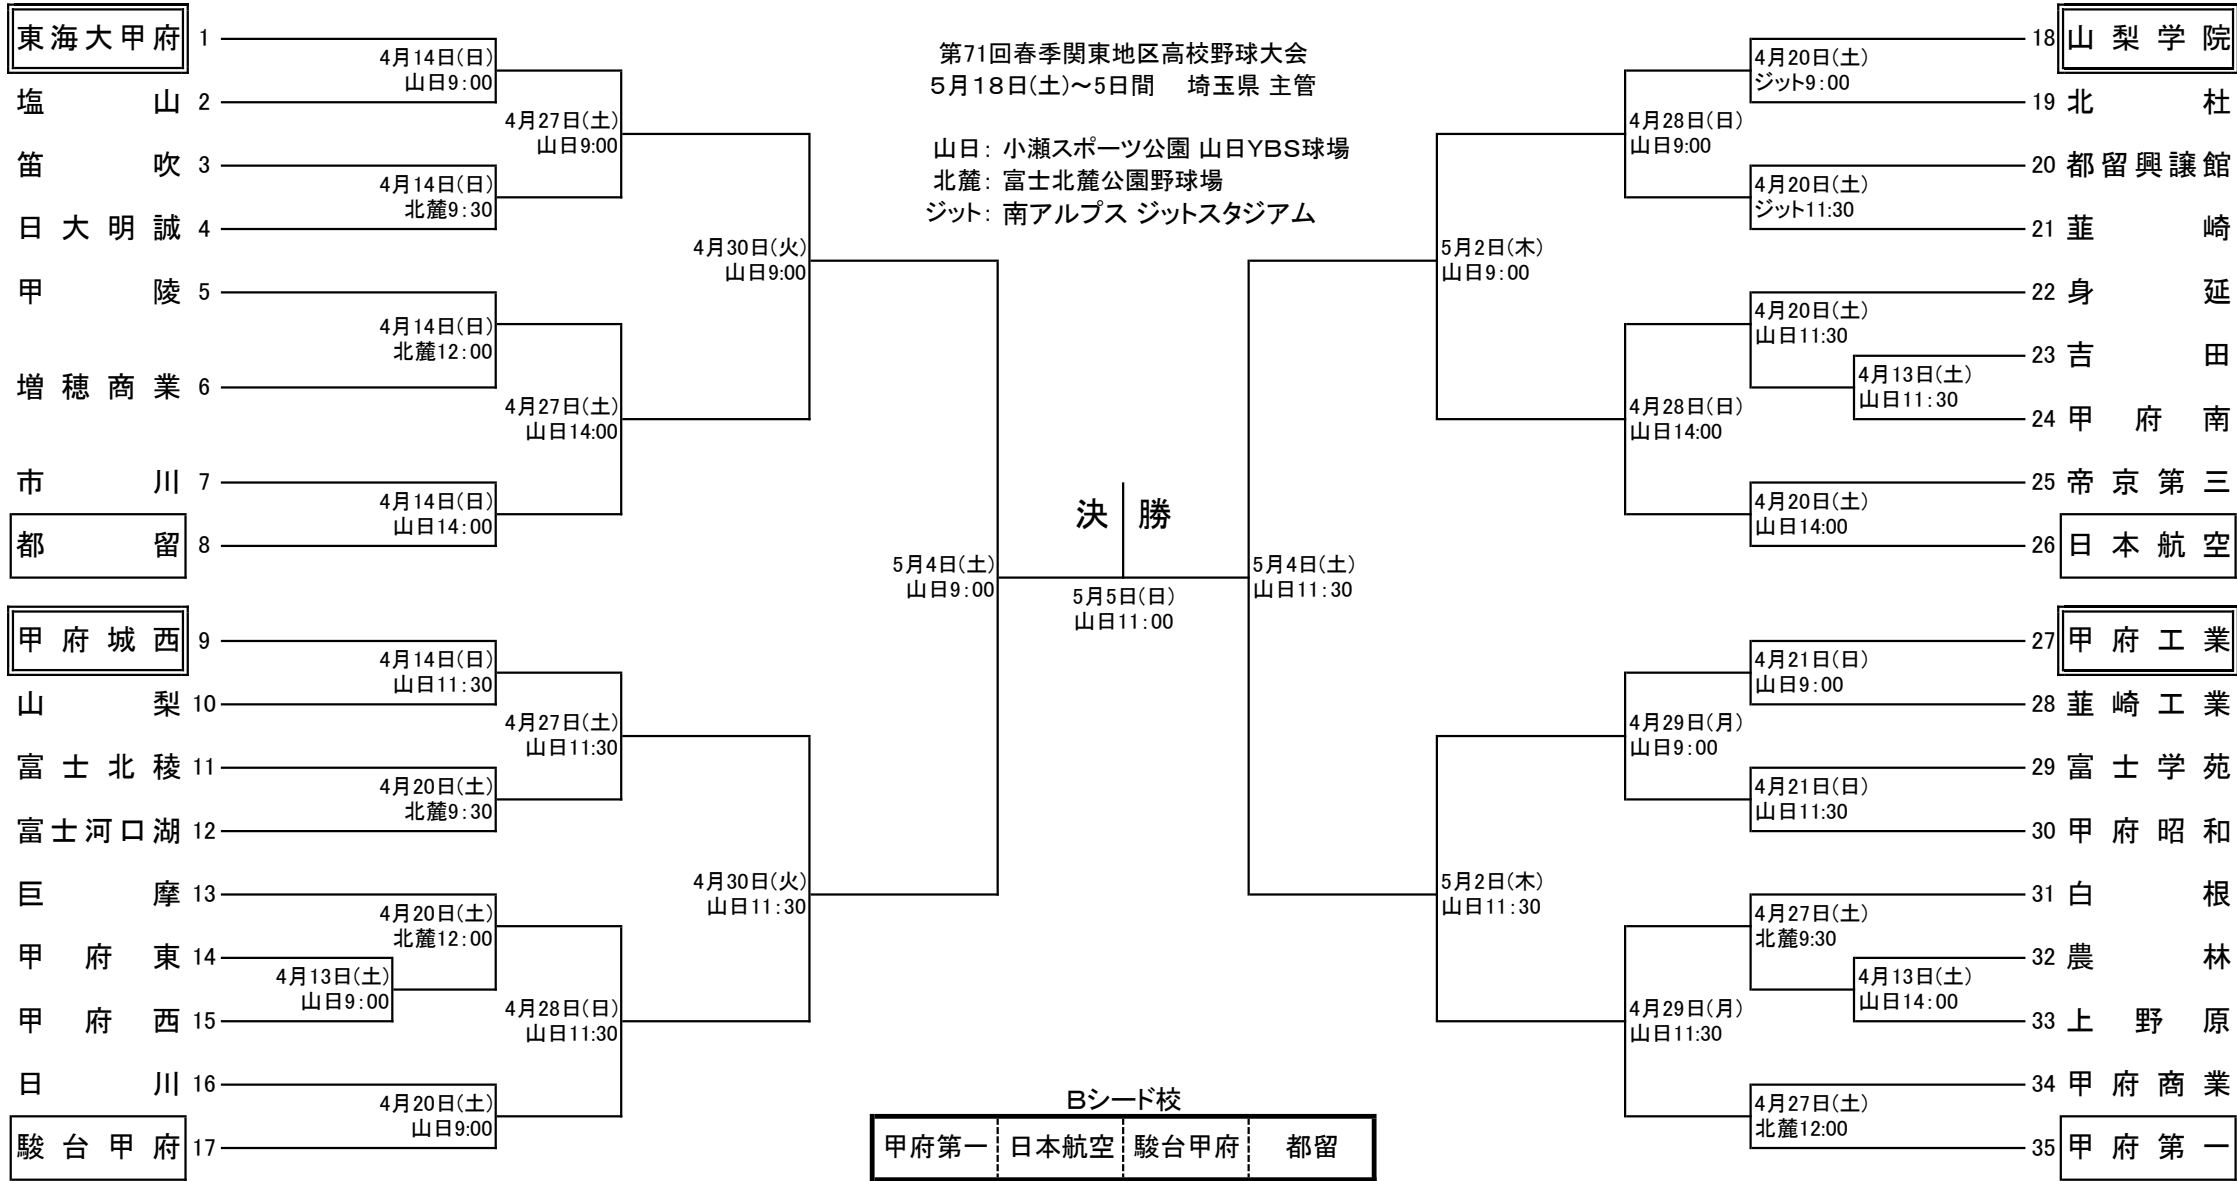 東海大甲府 1
4月14日(日)
山日9:00
塩山 2
4月27日(土)
山日9:00
笛吹 3
4月14日(日)
北麓9:30
日大明誠 4
4月30日(火)
山日9:00
甲陵 5
4月14日(日)
北麓12:00
増穂商業 6
4月27日(土)
山日14:00
市川 7
4月14日(日)
山日14:00
都留 8
5月4日(土)
山日9:00
甲府城西 9
4月14日(日)
山日11:30
山梨 10
4月27日(土)
山日11:30
富士北稜 11
4月20日(土)
北麓9:30
富士河口湖 12
4月30日(火)
山日11:30
巨摩 13
4月20日(土)
北麓12:00
甲府東 14
4月13日(土)
山日9:00
甲府西 15
4月28日(日)
山日11:30
日川 16
4月20日(土)
山日9:00
駿台甲府 17
第71回春季関東地区高校野球大会
5月18日(土)~5日間 埼玉県 主管
山日: 小瀬スポーツ公園 山日YBS球場
北麓: 富士北麓公園野球場
ジット: 南アルプス ジットスタジアム
決勝
5月5日(日)
山日11:00
Bシード校
甲府第一 日本航空 駿台甲府 都留
18 山梨学院
4月20日(土)
ジット9:00
19 北杜
4月28日(日)
山日9:00
20 都留興譲館
4月20日(土)
ジット11:30
21 韮崎
5月2日(木)
山日9:00
22 身延
4月20日(土)
山日11:30
23 吉田
4月13日(土)
山日11:30
24 甲府南
4月28日(日)
山日14:00
25 帝京第三
4月20日(土)
山日14:00
26 日本航空
5月4日(土)
山日11:30
27 甲府工業
4月21日(日)
山日9:00
28 韮崎工業
4月29日(月)
山日9:00
29 富士学苑
4月21日(日)
山日11:30
30 甲府昭和
5月2日(木)
山日11:30
31 白根
4月27日(土)
北麓9:30
32 農林
4月13日(土)
山日14:00
33 上野原
4月29日(月)
山日11:30
34 甲府商業
4月27日(土)
北麓12:00
35 甲府第一